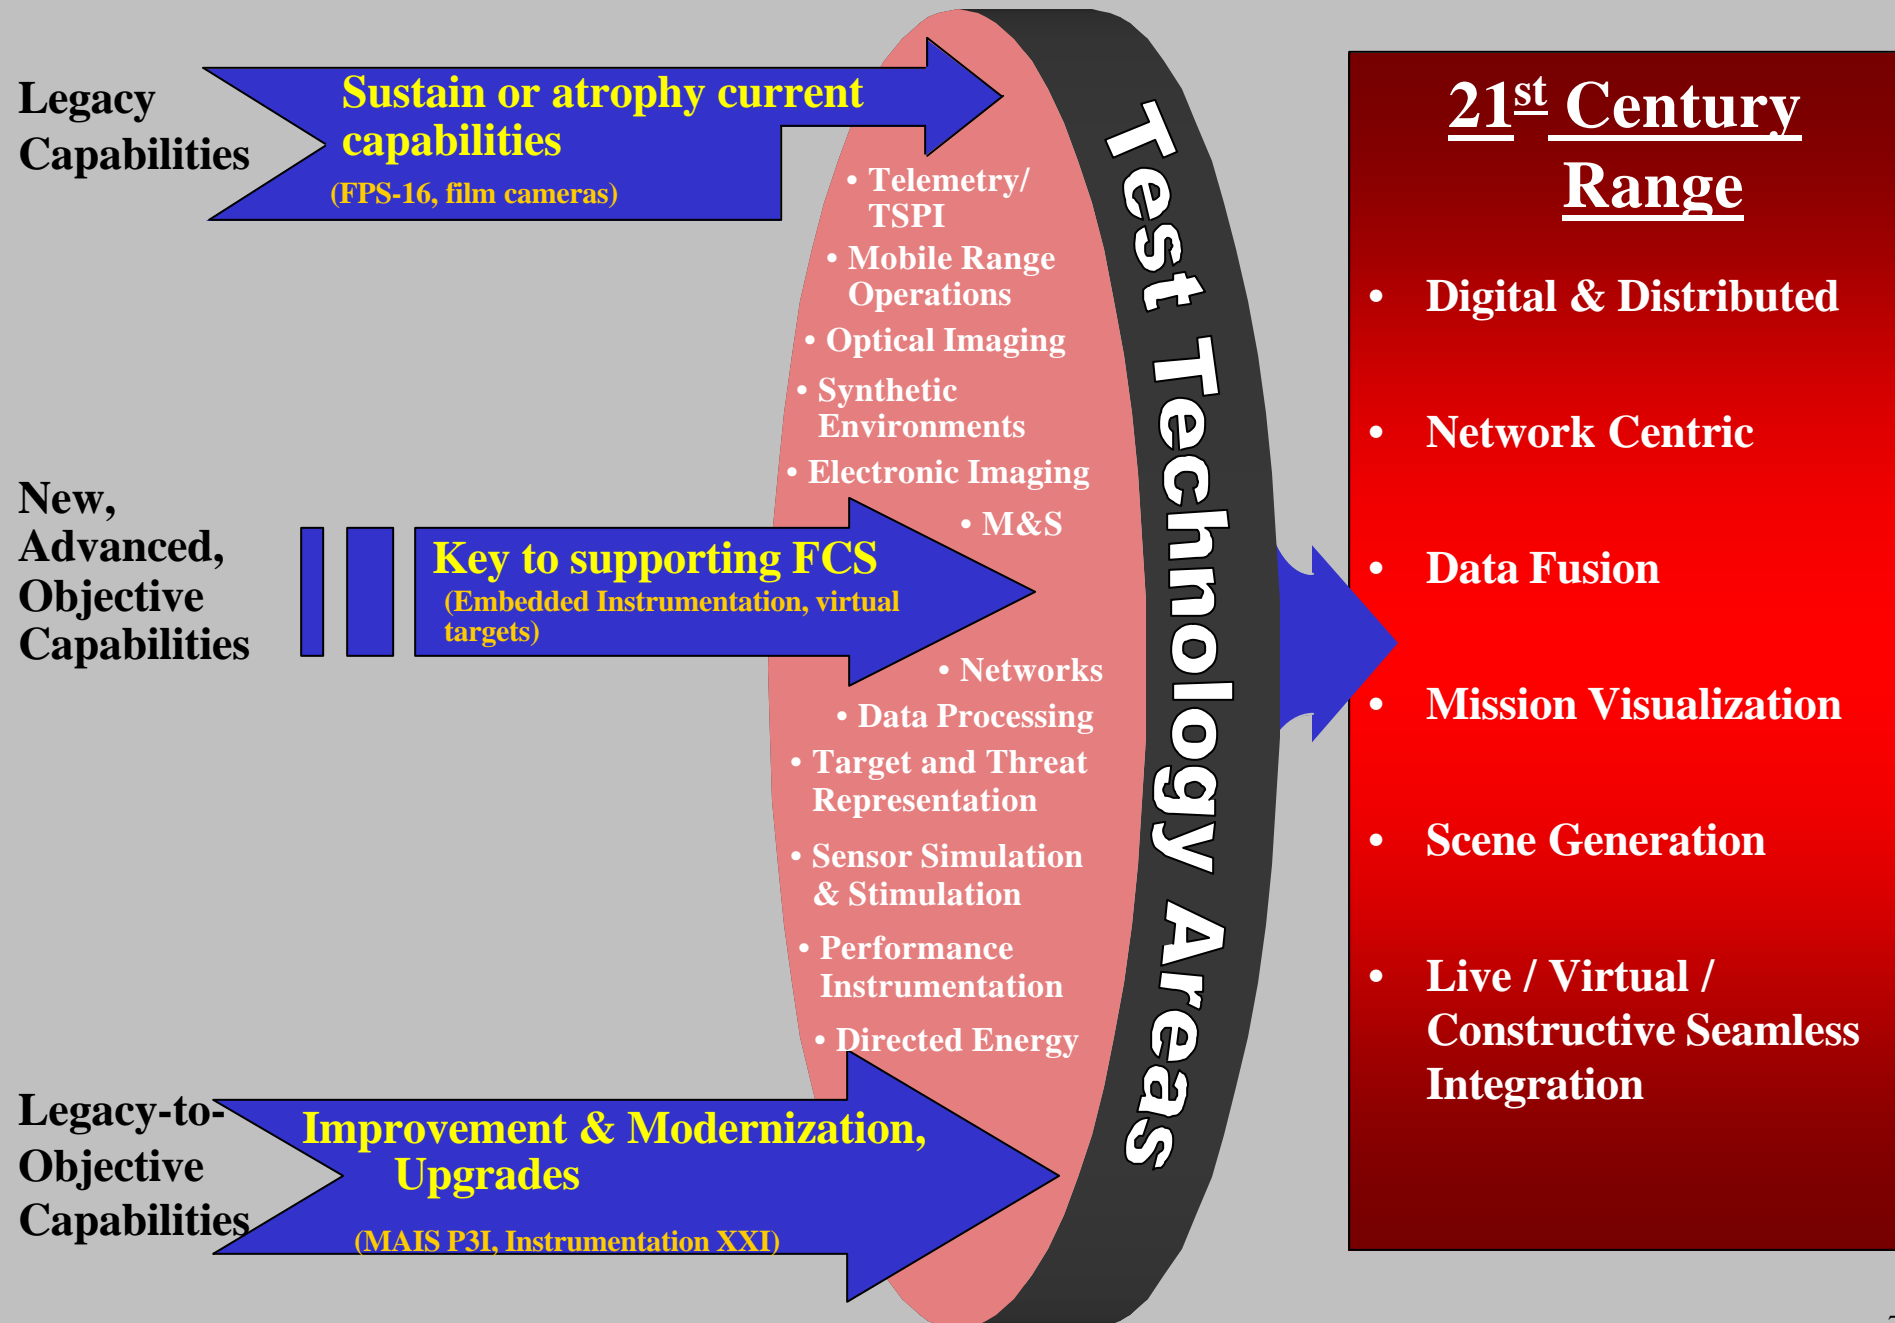 Legacy
Capabilities
Sustain or atrophy current
capabilities
(FPS-16, film cameras)
New,
Advanced,
Objective
Capabilities
Key to supporting FCS
(Embedded Instrumentation, virtual
targets)
Legacy-to-
Objective
Capabilities
Improvement & Modernization,
Upgrades
(MAIS P3I, Instrumentation XXI)
• Telemetry/
TSPI
• Mobile Range
Operations
• Optical Imaging
• Synthetic
Environments
• Electronic Imaging
• M&S
• Networks
• Data Processing
• Target and Threat
Representation
• Sensor Simulation
& Stimulation
• Performance
Instrumentation
• Directed Energy
Test Technology Areas
21st Century
Range
• Digital & Distributed
• Network Centric
• Data Fusion
• Mission Visualization
• Scene Generation
• Live / Virtual /
Constructive Seamless
Integration